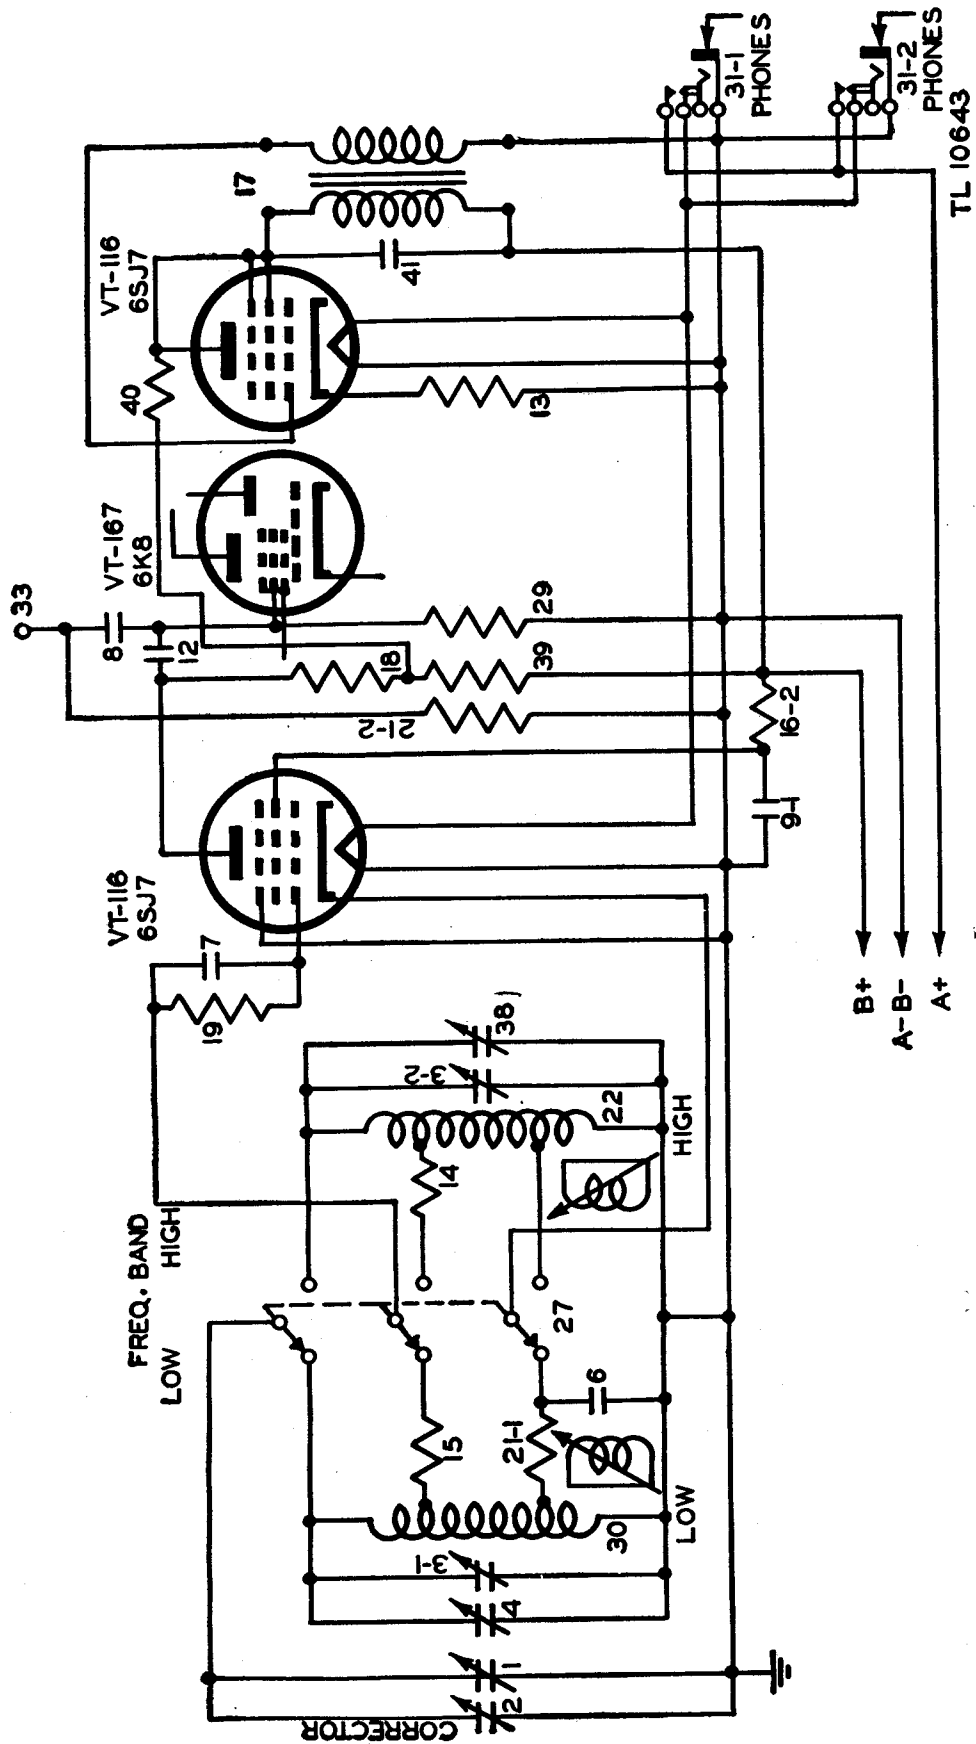 CORRECTOR
2
1
4
3-1
30
LOW
15
21-1
6
FREQ. BAND
LOW HIGH
27
14
22
HIGH
3-2
38)
19
7
VT-116
6SJ7
21-2
18
39
29
12
8
33
VT-167
6K8
40
VT-116
6SJ7
13
41
17
16-2
9-1
B+
A-B-
A+
31-1
PHONES
31-2
PHONES
TL 10643